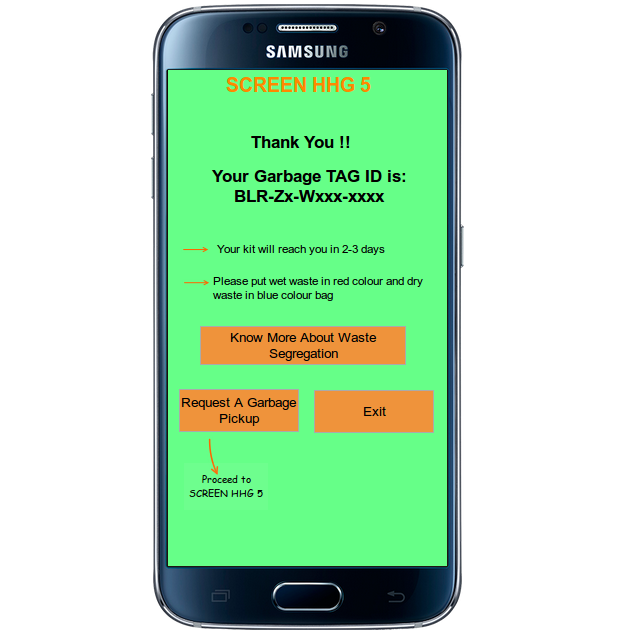 SAMSUNG
SCREEN HHG 5
Thank You !!
Your Garbage TAG ID is:
BLR-Zx-Wxxx-xxxx
Your kit will reach you in 2-3 days
Please put wet waste in red colour and dry
waste in blue colour bag
Know More About Waste
Segregation
Request A Garbage
Pickup
Exit
Proceed to
SCREEN HHG 5